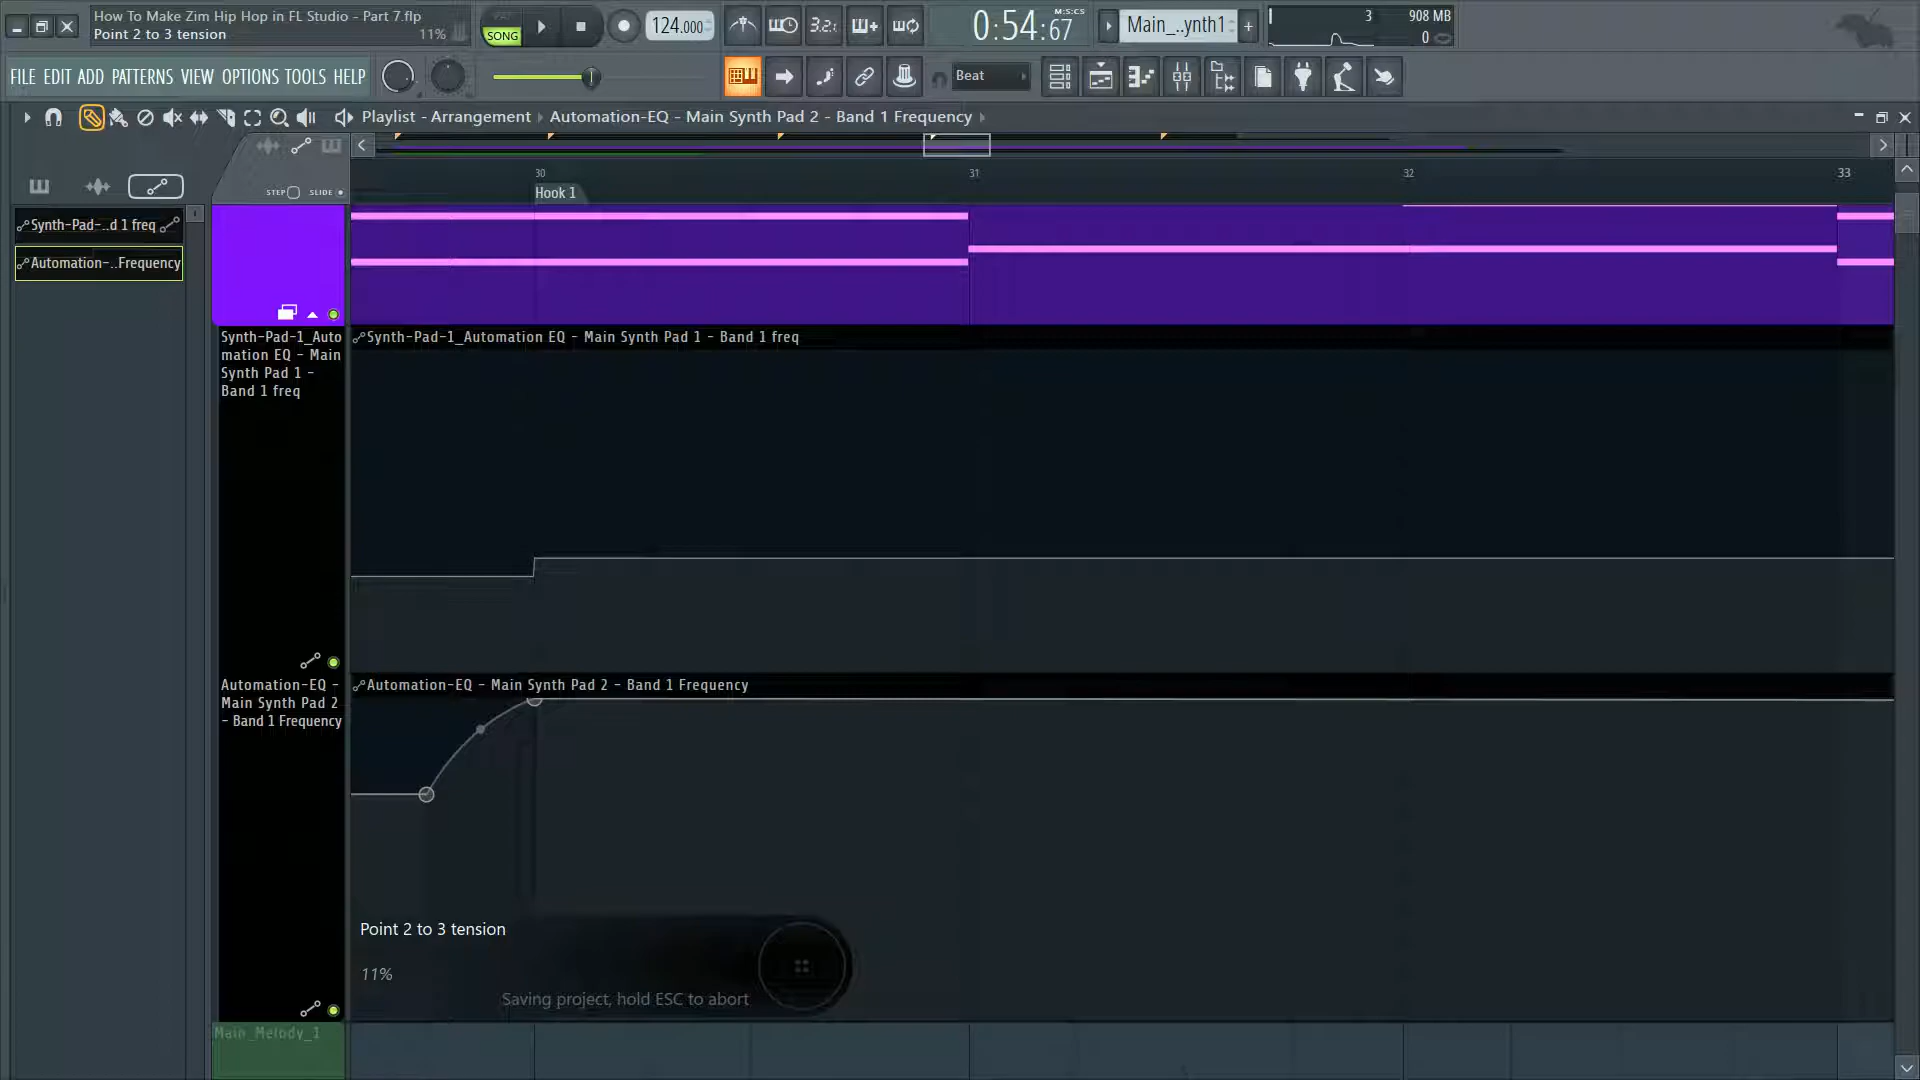 How To Make Zim Hip Hop in FL Studio - Part 7.flp
Point 2 to 3 tension
11%
PAT
SONG
124.000
3.2.
0:54:67
M:S:CS
Main_..ynth1
3
908 MB
0
FILE EDIT ADD PATTERNS VIEW OPTIONS TOOLS HELP
Beat
Playlist - Arrangement
Automation-EQ - Main Synth Pad 2 - Band 1 Frequency
STEP
SLIDE
30
31
32
33
Hook 1
Synth-Pad-..d 1 freq
Automation-..Frequency
Synth-Pad-1_Auto
mation EQ - Main
Synth Pad 1 -
Band 1 freq
Synth-Pad-1_Automation EQ - Main Synth Pad 1 - Band 1 freq
Automation-EQ -
Main Synth Pad 2
- Band 1 Frequency
Automation-EQ - Main Synth Pad 2 - Band 1 Frequency
Point 2 to 3 tension
11%
Saving project, hold ESC to abort
Main_Melody_1